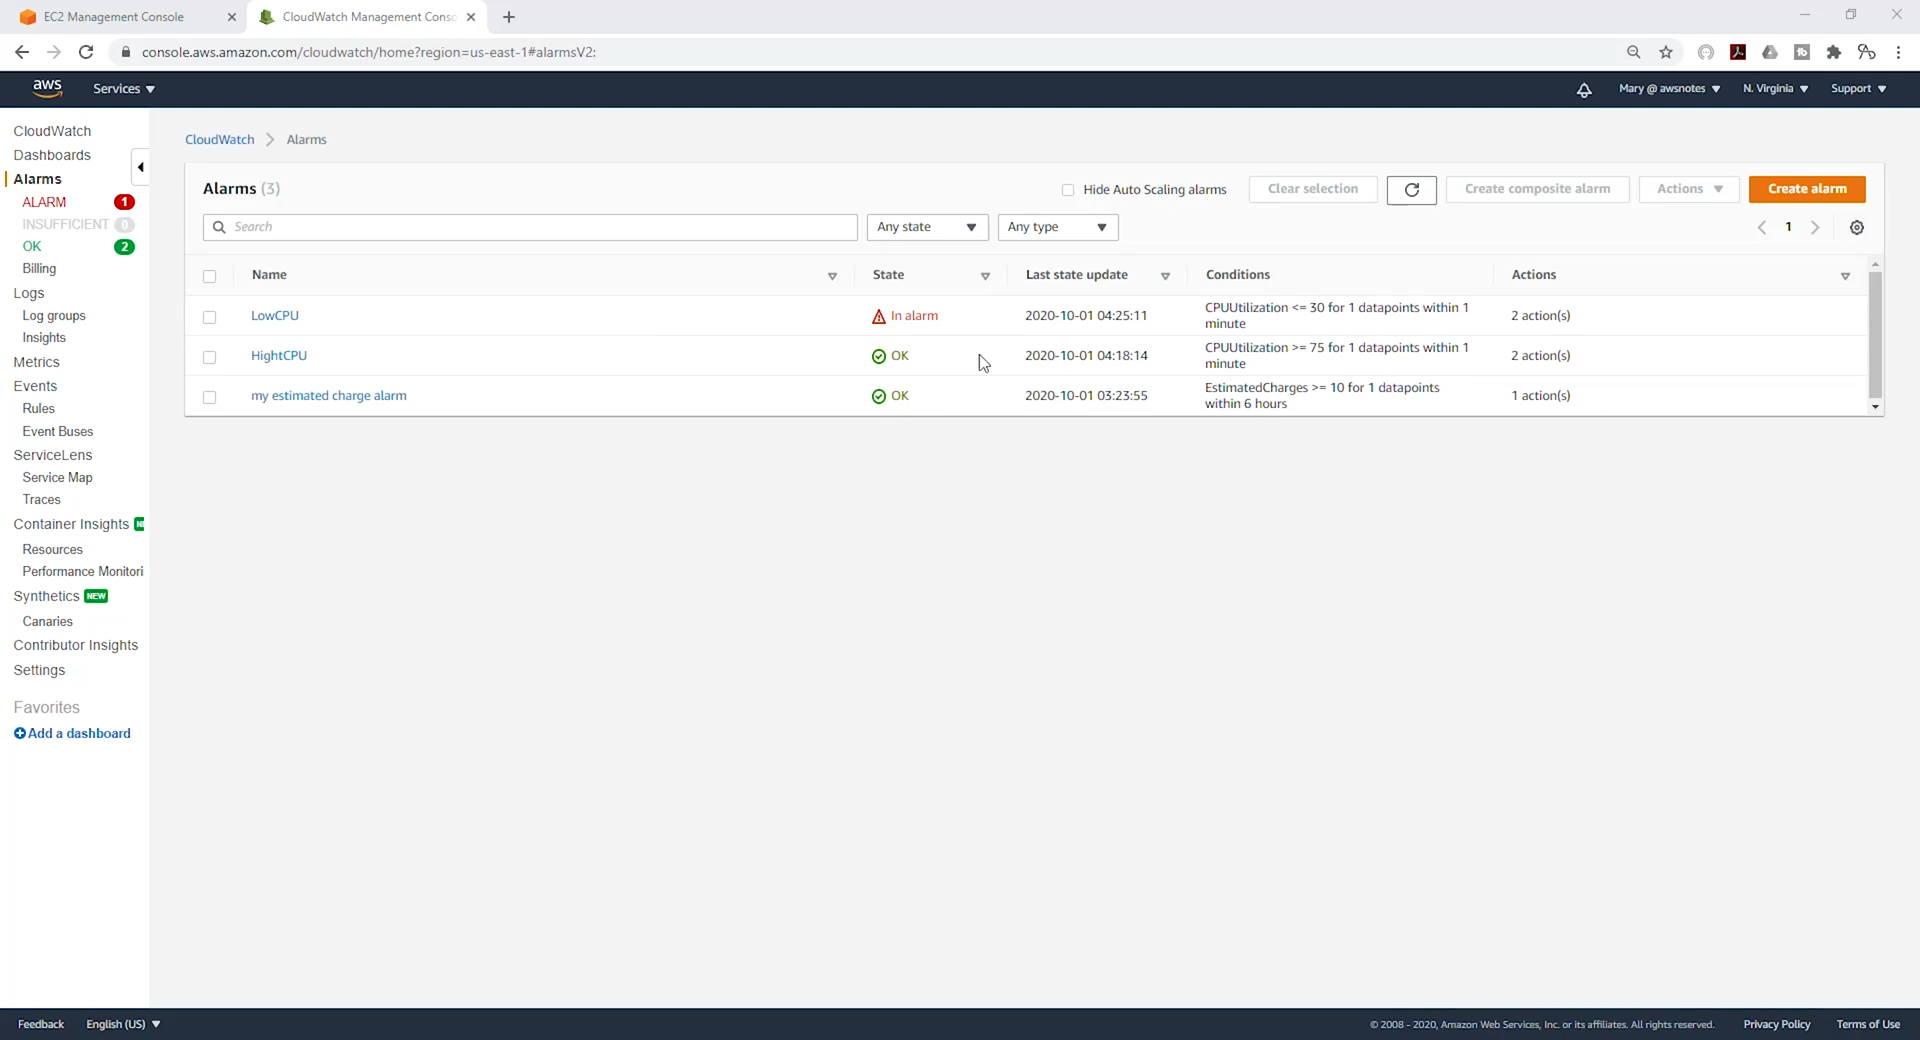 EC2 Management Console
CloudWatch Management Conso
console.aws.amazon.com/cloudwatch/home?region=us-east-1#alarmsV2:
aws
Services
Mary @ awsnotes
N. Virginia
Support
CloudWatch
Dashboards
Alarms
ALARM 1
INSUFFICIENT 0
OK 2
Billing
Logs
Log groups
Insights
Metrics
Events
Rules
Event Buses
ServiceLens
Service Map
Traces
Container Insights
Resources
Performance Monitori
Synthetics NEW
Canaries
Contributor Insights
Settings
Favorites
Add a dashboard
CloudWatch > Alarms
Alarms (3)
Hide Auto Scaling alarms
Clear selection
Create composite alarm
Actions
Create alarm
Search
Any state
Any type
1
Name State Last state update Conditions Actions
LowCPU In alarm 2020-10-01 04:25:11 CPUUtilization <= 30 for 1 datapoints within 1
minute
2 action(s)
HightCPU OK 2020-10-01 04:18:14 CPUUtilization >= 75 for 1 datapoints within 1
minute
2 action(s)
my estimated charge alarm OK 2020-10-01 03:23:55 EstimatedCharges >= 10 for 1 datapoints
within 6 hours
1 action(s)
Feedback
English (US)
© 2008 - 2020, Amazon Web Services, Inc. or its affiliates. All rights reserved.
Privacy Policy
Terms of Use